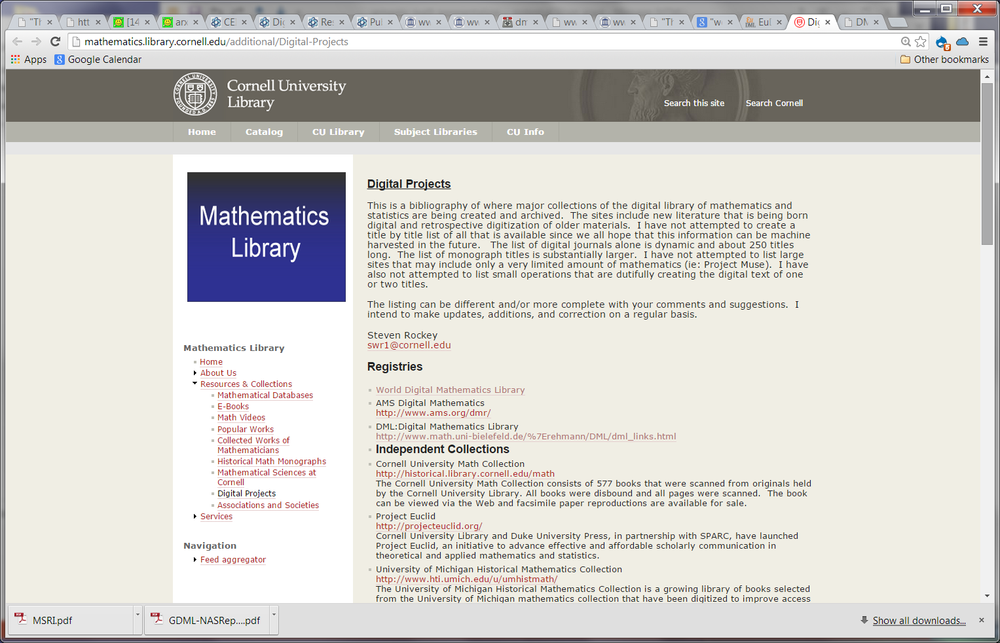 "Th
htt
[14
arx
CE
Dig
Res
Pul
ww
ww
dm
ww
ww
"Th
"w
Eu
Dig
DM
mathematics.library.cornell.edu/additional/Digital-Projects
Apps
Google Calendar
Other bookmarks
Cornell University
Library
Search this site
Search Cornell
Home
Catalog
CU Library
Subject Libraries
CU Info
Mathematics
Library
Mathematics Library
Home
About Us
Resources & Collections
Mathematical Databases
E-Books
Math Videos
Popular Works
Collected Works of
Mathematicians
Historical Math Monographs
Mathematical Sciences at
Cornell
Digital Projects
Associations and Societies
Services
Navigation
Feed aggregator
Digital Projects
This is a bibliography of where major collections of the digital library of mathematics and
statistics are being created and archived.  The sites include new literature that is being born
digital and retrospective digitization of older materials.  I have not attempted to create a
title by title list of all that is available since we all hope that this information can be machine
harvested in the future.   The list of digital journals alone is dynamic and about 250 titles
long.  The list of monograph titles is substantially larger.  I have not attempted to list large
sites that may include only a very limited amount of mathematics (ie: Project Muse).  I have
also not attempted to list small operations that are dutifully creating the digital text of one
or two titles.
The listing can be different and/or more complete with your comments and suggestions.  I
intend to make updates, additions, and correction on a regular basis.
Steven Rockey
swr1@cornell.edu
Registries
World Digital Mathematics Library
AMS Digital Mathematics
http://www.ams.org/dmr/
DML:Digital Mathematics Library
http://www.math.uni-bielefeld.de/%7Erehmann/DML/dml_links.html
Independent Collections
Cornell University Math Collection
http://historical.library.cornell.edu/math
The Cornell University Math Collection consists of 577 books that were scanned from originals held
by the Cornell University Library. All books were disbound and all pages were scanned.  The book
can be viewed via the Web and facsimile paper reproductions are available for sale.
Project Euclid
http://projecteuclid.org/
Cornell University Library and Duke University Press, in partnership with SPARC, have launched
Project Euclid, an initiative to advance effective and affordable scholarly communication in
theoretical and applied mathematics and statistics.
University of Michigan Historical Mathematics Collection
http://www.hti.umich.edu/u/umhistmath/
The University of Michigan Historical Mathematics Collection is a growing library of books selected
from the University of Michigan mathematics collection that have been digitized to improve access
MSRI.pdf
GDML-NASRep....pdf
Show all downloads...